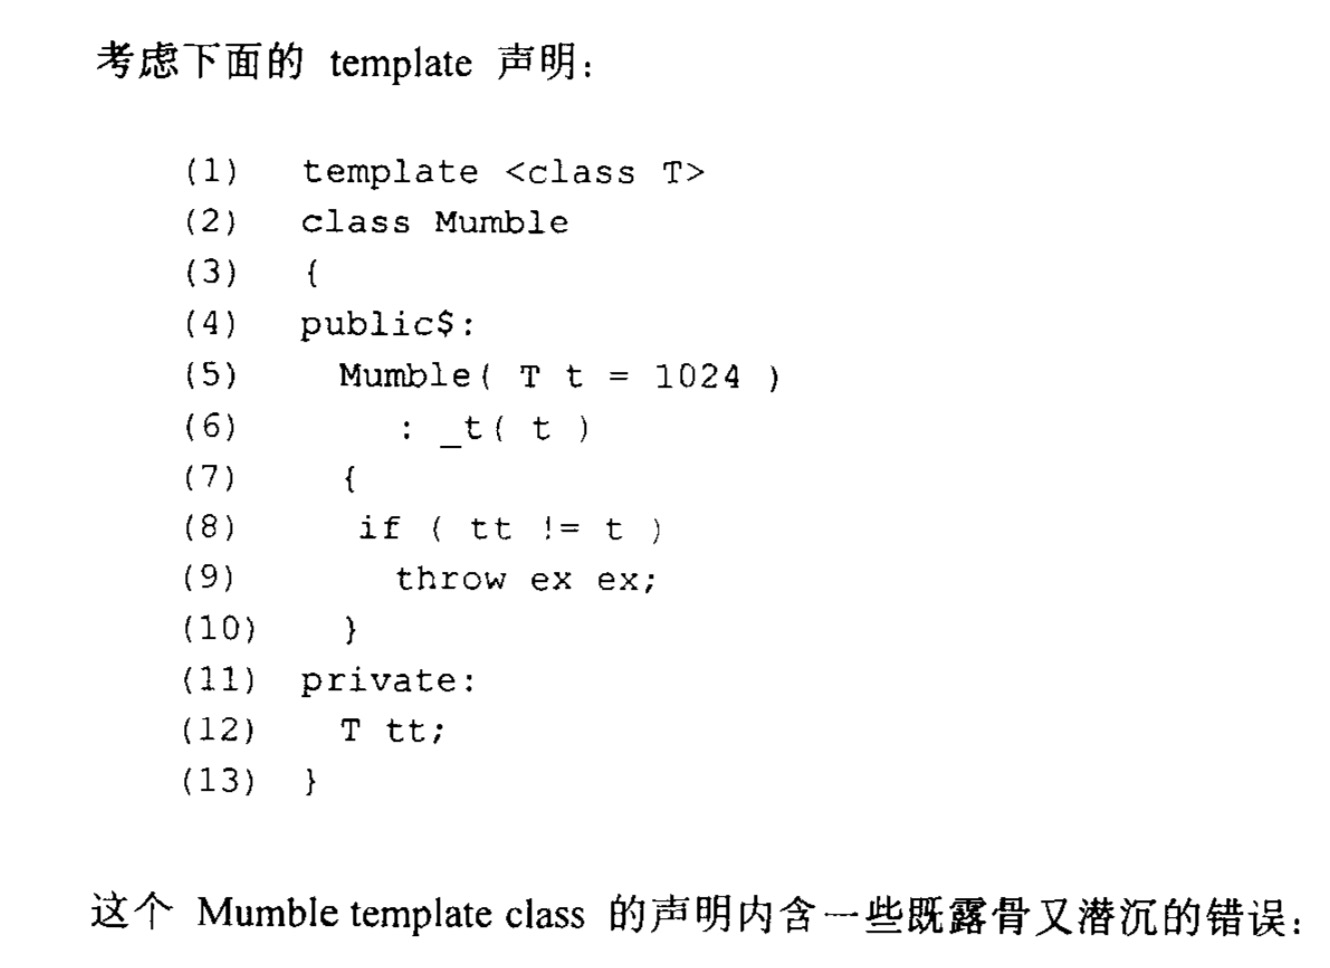 考虑下面的 template 声明：
(1) template <class T>
(2) class Mumble
(3) {
(4) public$:
(5) Mumble( T t = 1024 )
(6) : _t( t )
(7) {
(8) if ( tt != t )
(9) throw ex ex;
(10) }
(11) private:
(12) T tt;
(13) }
这个 Mumble template class 的声明内含一些既露骨又潜沉的错误：